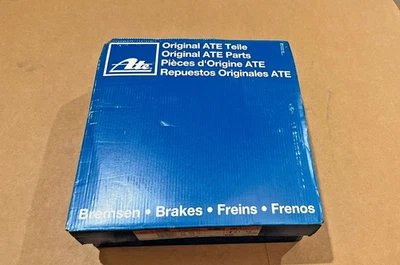 Original ATE Teile
Original ATE Parts
Pièces d'Origine ATE
Repuestos Originales ATE
Ate
Bremsen • Brakes • Freins • Frenos